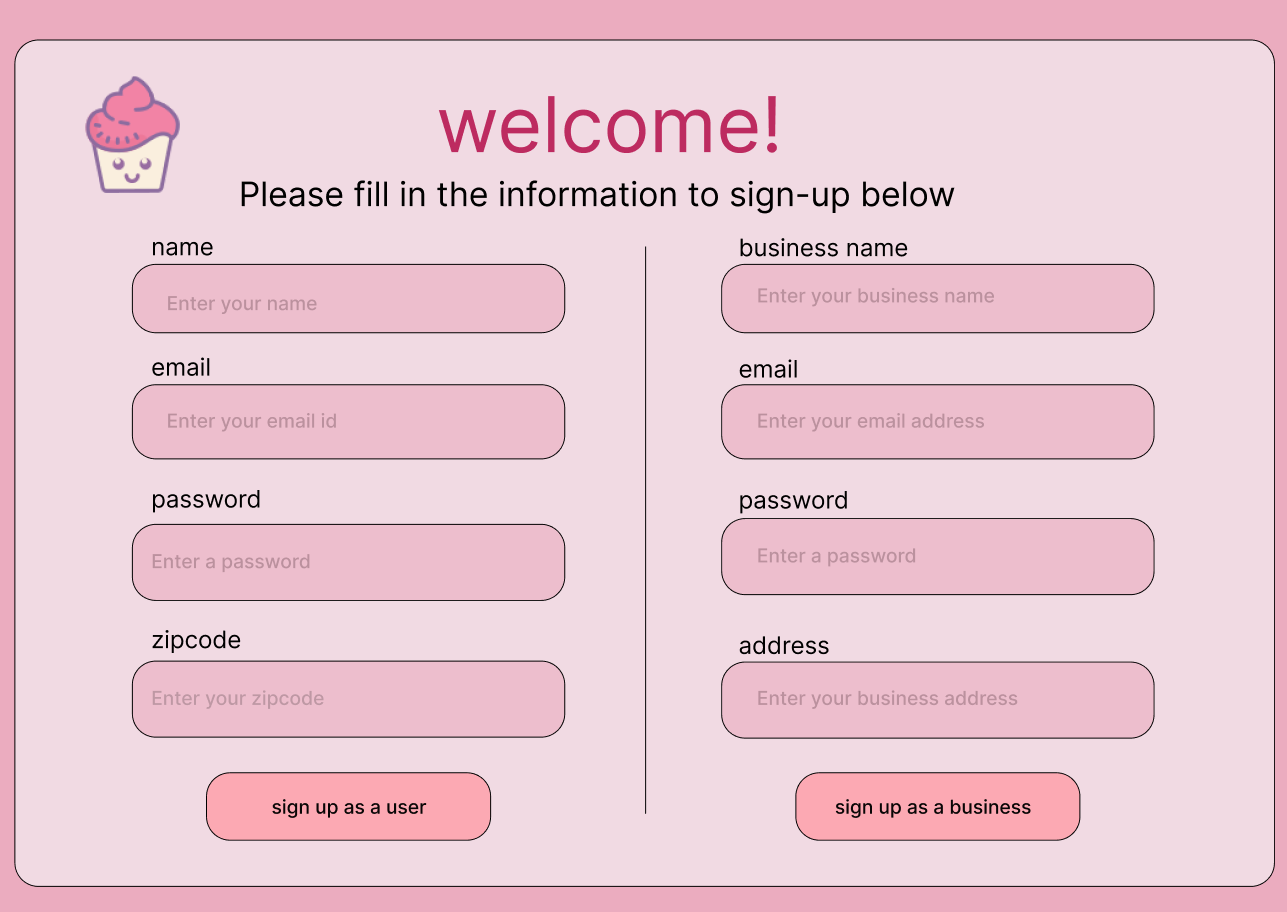 welcome!
Please fill in the information to sign-up below
name
Enter your name
email
Enter your email id
password
Enter a password
zipcode
Enter your zipcode
sign up as a user
business name
Enter your business name
email
Enter your email address
password
Enter a password
address
Enter your business address
sign up as a business